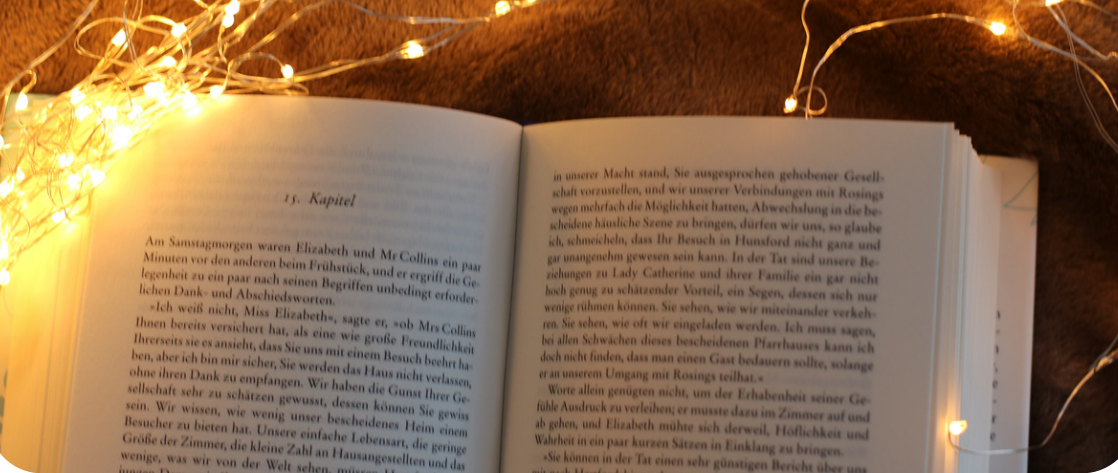 15. Kapitel
Am Samstagmorgen waren Elizabeth und Mr Collins ein paar
Minuten vor den anderen beim Frühstück, und er ergriff die Ge-
legenheit zu ein paar nach seinen Begriffen unbedingt erforder-
lichen Dank- und Abschiedsworten.
»Ich weiß nicht, Miss Elizabeth«, sagte er, »ob Mrs Collins
Ihnen bereits versichert hat, als eine wie große Freundlichkeit
Ihrerseits sie es ansieht, dass Sie uns mit einem Besuch beehrt ha-
ben, aber ich bin mir sicher, Sie werden das Haus nicht verlassen,
ohne ihren Dank zu empfangen. Wir haben die Gunst Ihrer Ge-
sellschaft sehr zu schätzen gewusst, dessen können Sie gewiss
sein. Wir wissen, wie wenig unser bescheidenes Heim einem
Besucher zu bieten hat. Unsere einfache Lebensart, die geringe
Größe der Zimmer, die kleine Zahl an Hausangestellten und das
wenige, was wir von der Welt sehen, müssen
in unserer Macht stand, Sie ausgesprochen gehobener Gesell-
schaft vorzustellen, und wir unserer Verbindungen mit Rosings
wegen mehrfach die Möglichkeit hatten, Abwechslung in die be-
scheidene häusliche Szene zu bringen, dürfen wir uns, so glaube
ich, schmeicheln, dass Ihr Besuch in Hunsford nicht ganz und
gar unangenehm gewesen sein kann. In der Tat sind unsere Be-
ziehungen zu Lady Catherine und ihrer Familie ein gar nicht
hoch genug zu schätzender Vorteil, ein Segen, dessen sich nur
wenige rühmen können. Sie sehen, wie wir miteinander verkeh-
ren. Sie sehen, wie oft wir eingeladen werden. Ich muss sagen,
bei allen Schwächen dieses bescheidenen Pfarrhauses kann ich
doch nicht finden, dass man einen Gast bedauern sollte, solange
er an unserem Umgang mit Rosings teilhat.«
Worte allein genügten nicht, um der Erhabenheit seiner Ge-
fühle Ausdruck zu verleihen; er musste dazu im Zimmer auf und
ab gehen, und Elizabeth mühte sich derweil, Höflichkeit und
Wahrheit in ein paar kurzen Sätzen in Einklang zu bringen.
»Sie können in der Tat einen sehr günstigen Bericht über uns